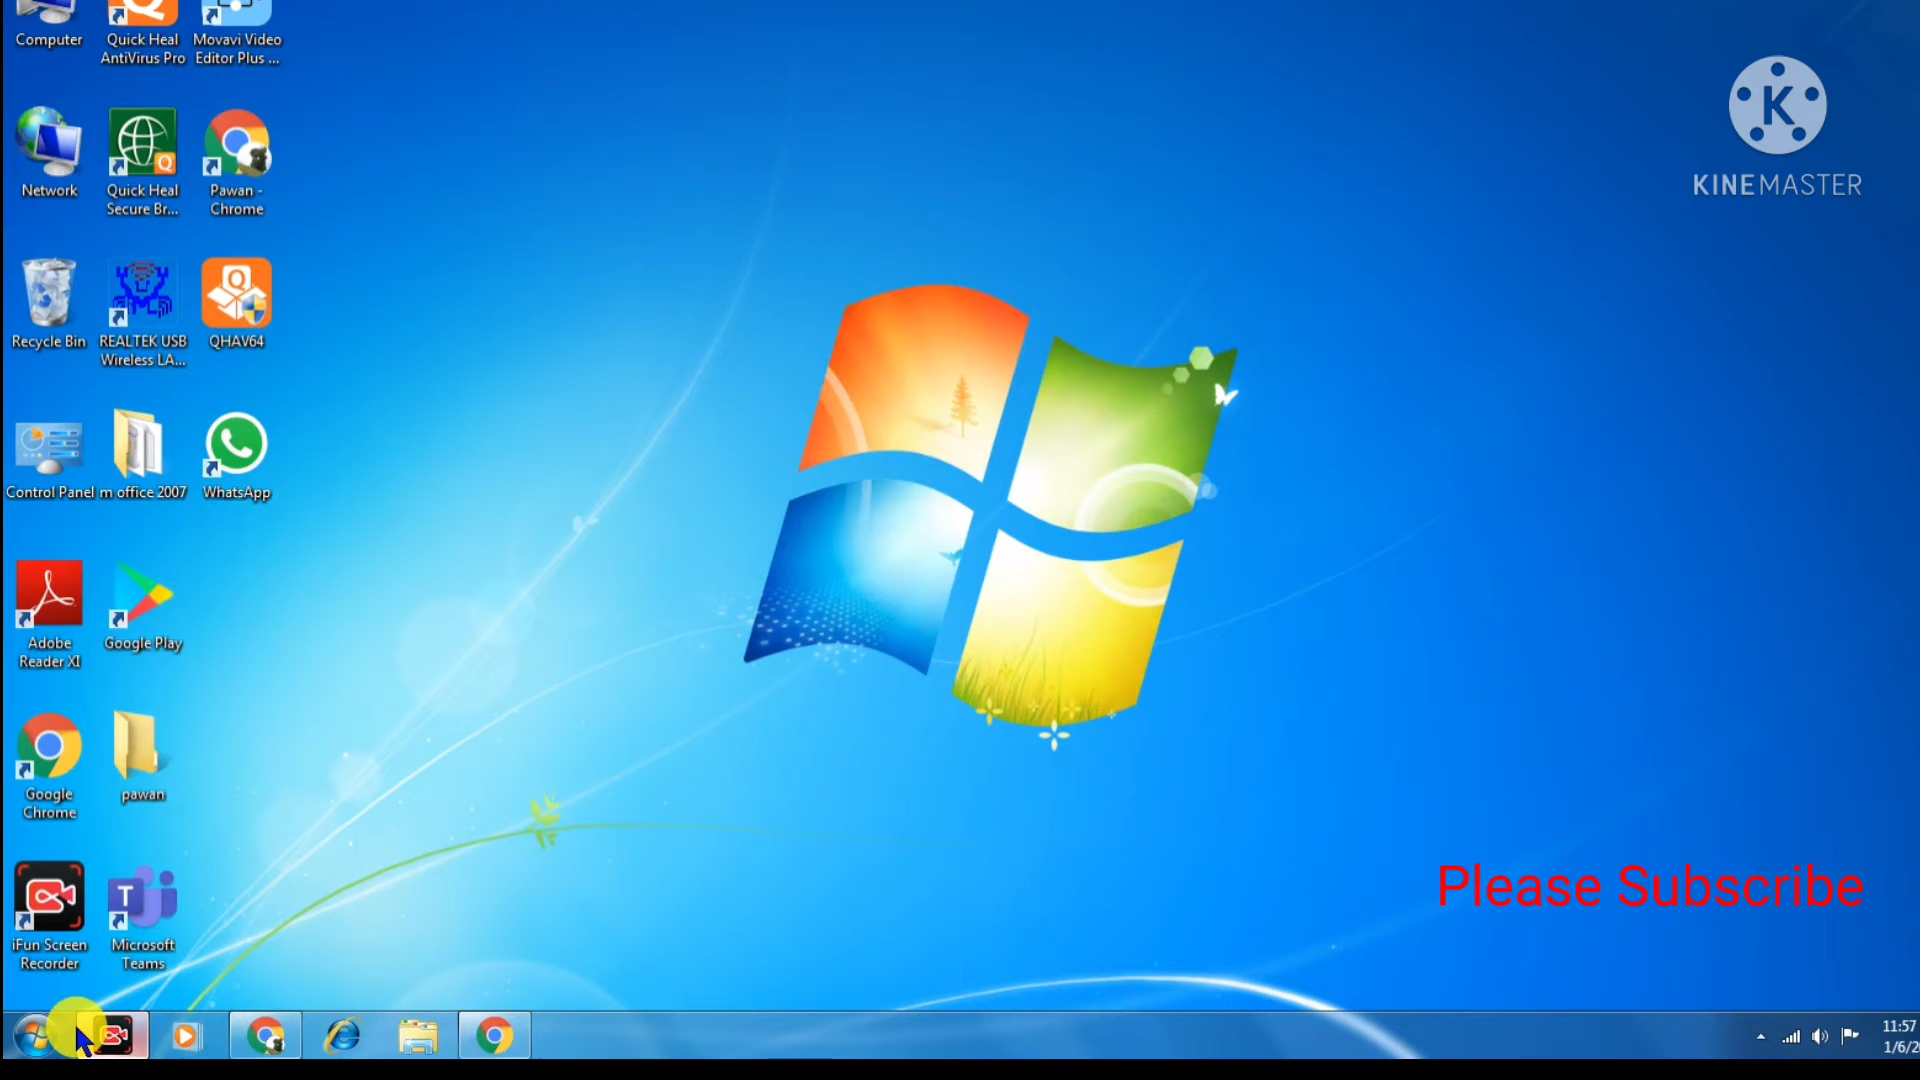 Computer
Quick Heal
AntiVirus Pro
Movavi Video
Editor Plus ...
K
KINEMASTER
Network
Quick Heal
Secure Br...
Pawan -
Chrome
Recycle Bin
REALTEK USB
Wireless LA...
QHAV64
Control Panel
m office 2007
WhatsApp
Adobe
Reader XI
Google Play
Google
Chrome
pawan
Please Subscribe
iFun Screen
Recorder
Microsoft
Teams
11:57
1/6/2